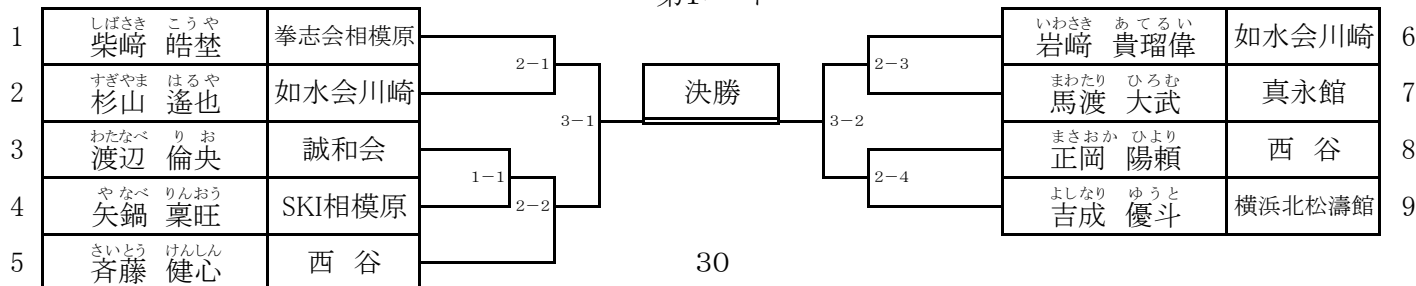 1 しばさき こうや 柴﨑 皓埜 拳志会相模原
2 すぎやま はるや 杉山 遙也 如水会川崎
3 わたなべ りお 渡辺 倫央 誠和会
4 やなべ りんおう 矢鍋 稟旺 SKI相模原
5 さいとう けんしん 斉藤 健心 西 谷
2-1
1-1
2-2
3-1
決勝
3-2
2-3
2-4
いわさき あてるい 岩﨑 貴瑠偉 如水会川崎 6
まわたり ひろむ 馬渡 大武 真永館 7
まさおか ひより 正岡 陽頼 西 谷 8
よしなり ゆうと 吉成 優斗 横浜北松濤館 9
30